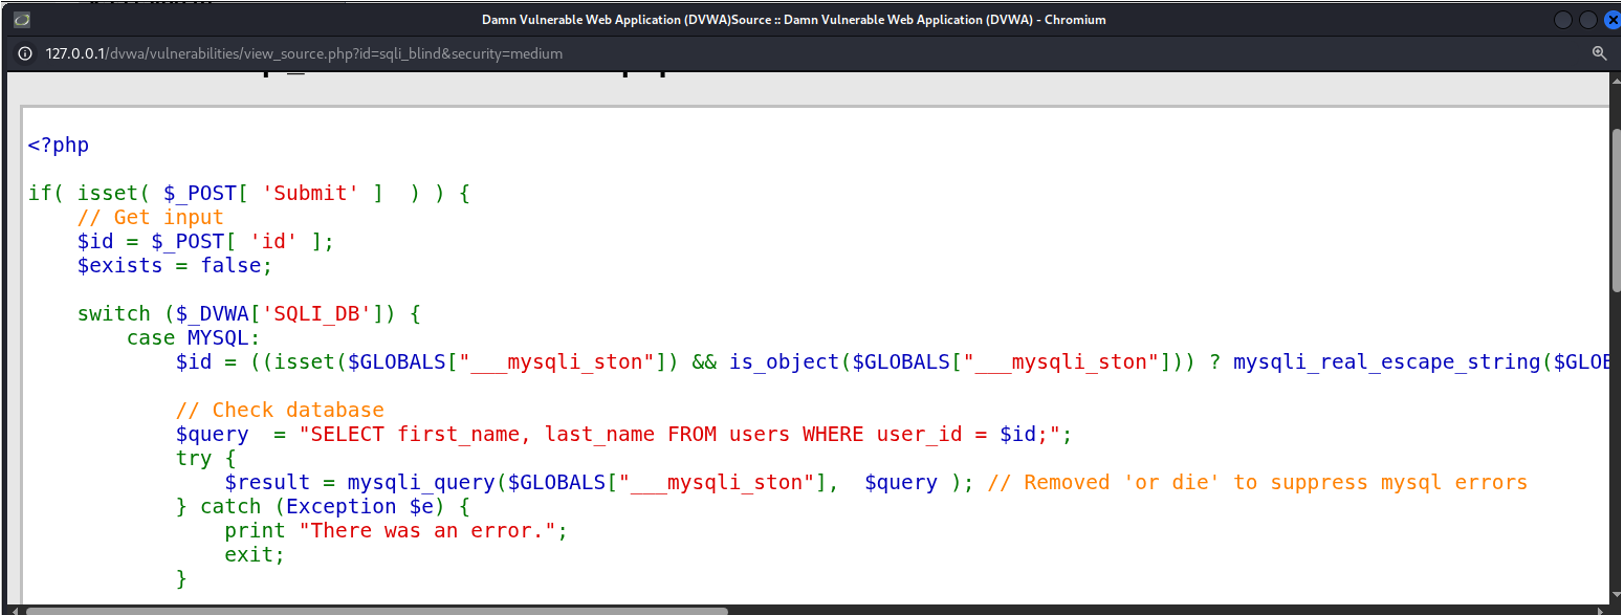 Damn Vulnerable Web Application (DVWA)Source :: Damn Vulnerable Web Application (DVWA) - Chromium
127.0.0.1/dvwa/vulnerabilities/view_source.php?id=sqli_blind&security=medium
<?php
if( isset( $_POST[ 'Submit' ]  ) ) {
    // Get input
    $id = $_POST[ 'id' ];
    $exists = false;
    switch ($_DVWA['SQLI_DB']) {
        case MYSQL:
            $id = ((isset($GLOBALS["___mysqli_ston"]) && is_object($GLOBALS["___mysqli_ston"])) ? mysqli_real_escape_string($GLOB
            // Check database
            $query  = "SELECT first_name, last_name FROM users WHERE user_id = $id;";
            try {
                $result = mysqli_query($GLOBALS["___mysqli_ston"],  $query ); // Removed 'or die' to suppress mysql errors
            } catch (Exception $e) {
                print "There was an error.";
                exit;
            }